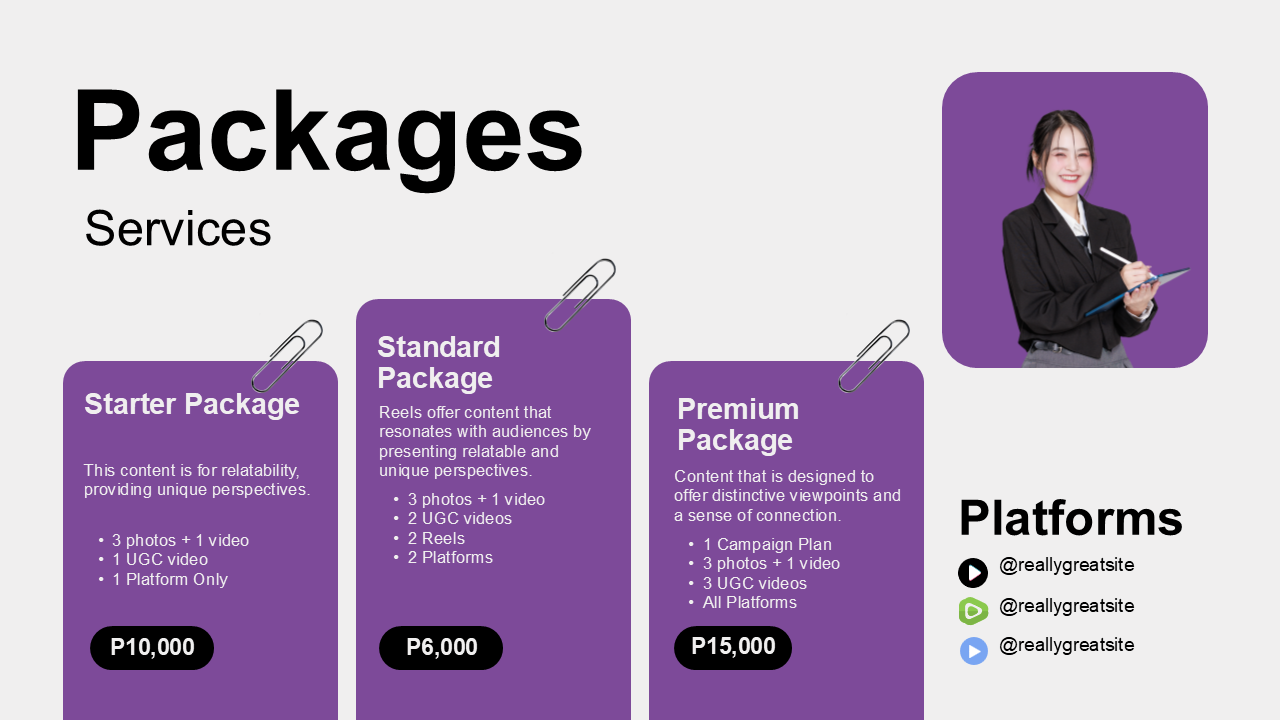 Packages
Services
Starter Package
This content is for relatability,
providing unique perspectives.
• 3 photos + 1 video
• 1 UGC video
• 1 Platform Only
P10,000
Standard
Package
Reels offer content that
resonates with audiences by
presenting relatable and
unique perspectives.
• 3 photos + 1 video
• 2 UGC videos
• 2 Reels
• 2 Platforms
P6,000
Premium
Package
Content that is designed to
offer distinctive viewpoints and
a sense of connection.
• 1 Campaign Plan
• 3 photos + 1 video
• 3 UGC videos
• All Platforms
P15,000
Platforms
@reallygreatsite
@reallygreatsite
@reallygreatsite